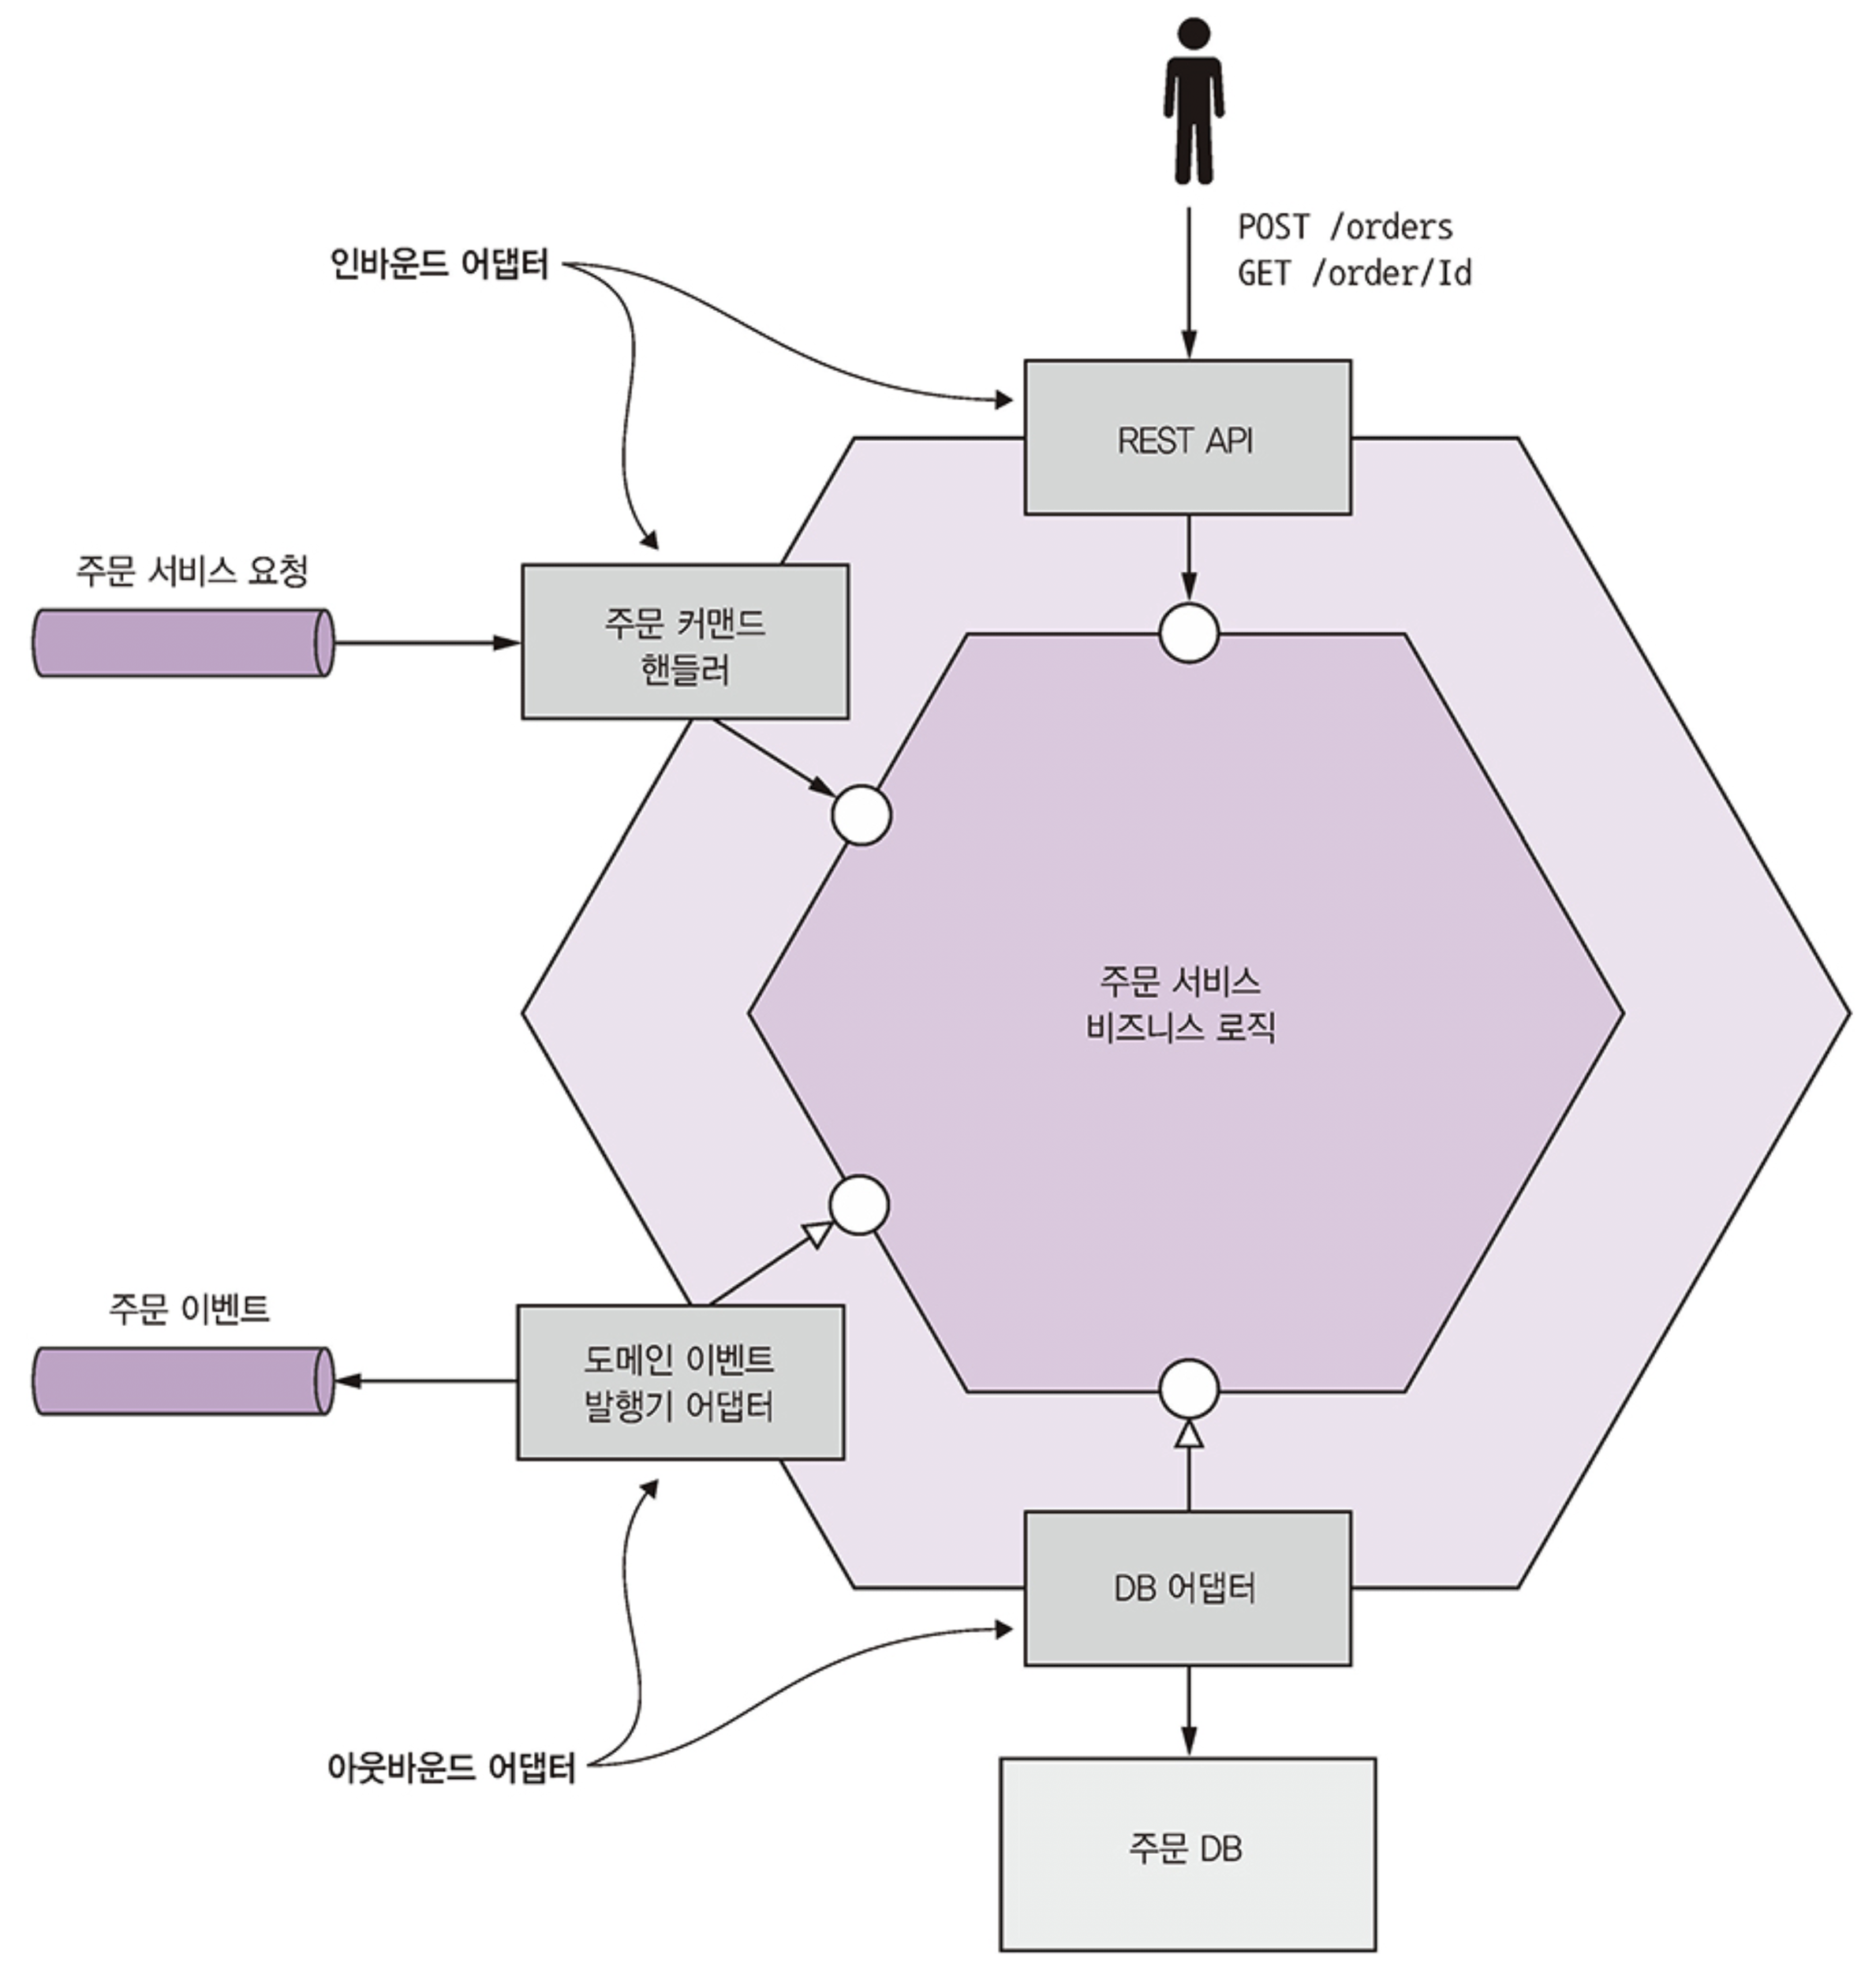 POST /orders
GET /order/Id
인바운드 어댑터
REST API
주문 서비스 요청
주문 커맨드
핸들러
주문 서비스
비즈니스 로직
주문 이벤트
도메인 이벤트
발행기 어댑터
DB 어댑터
아웃바운드 어댑터
주문 DB